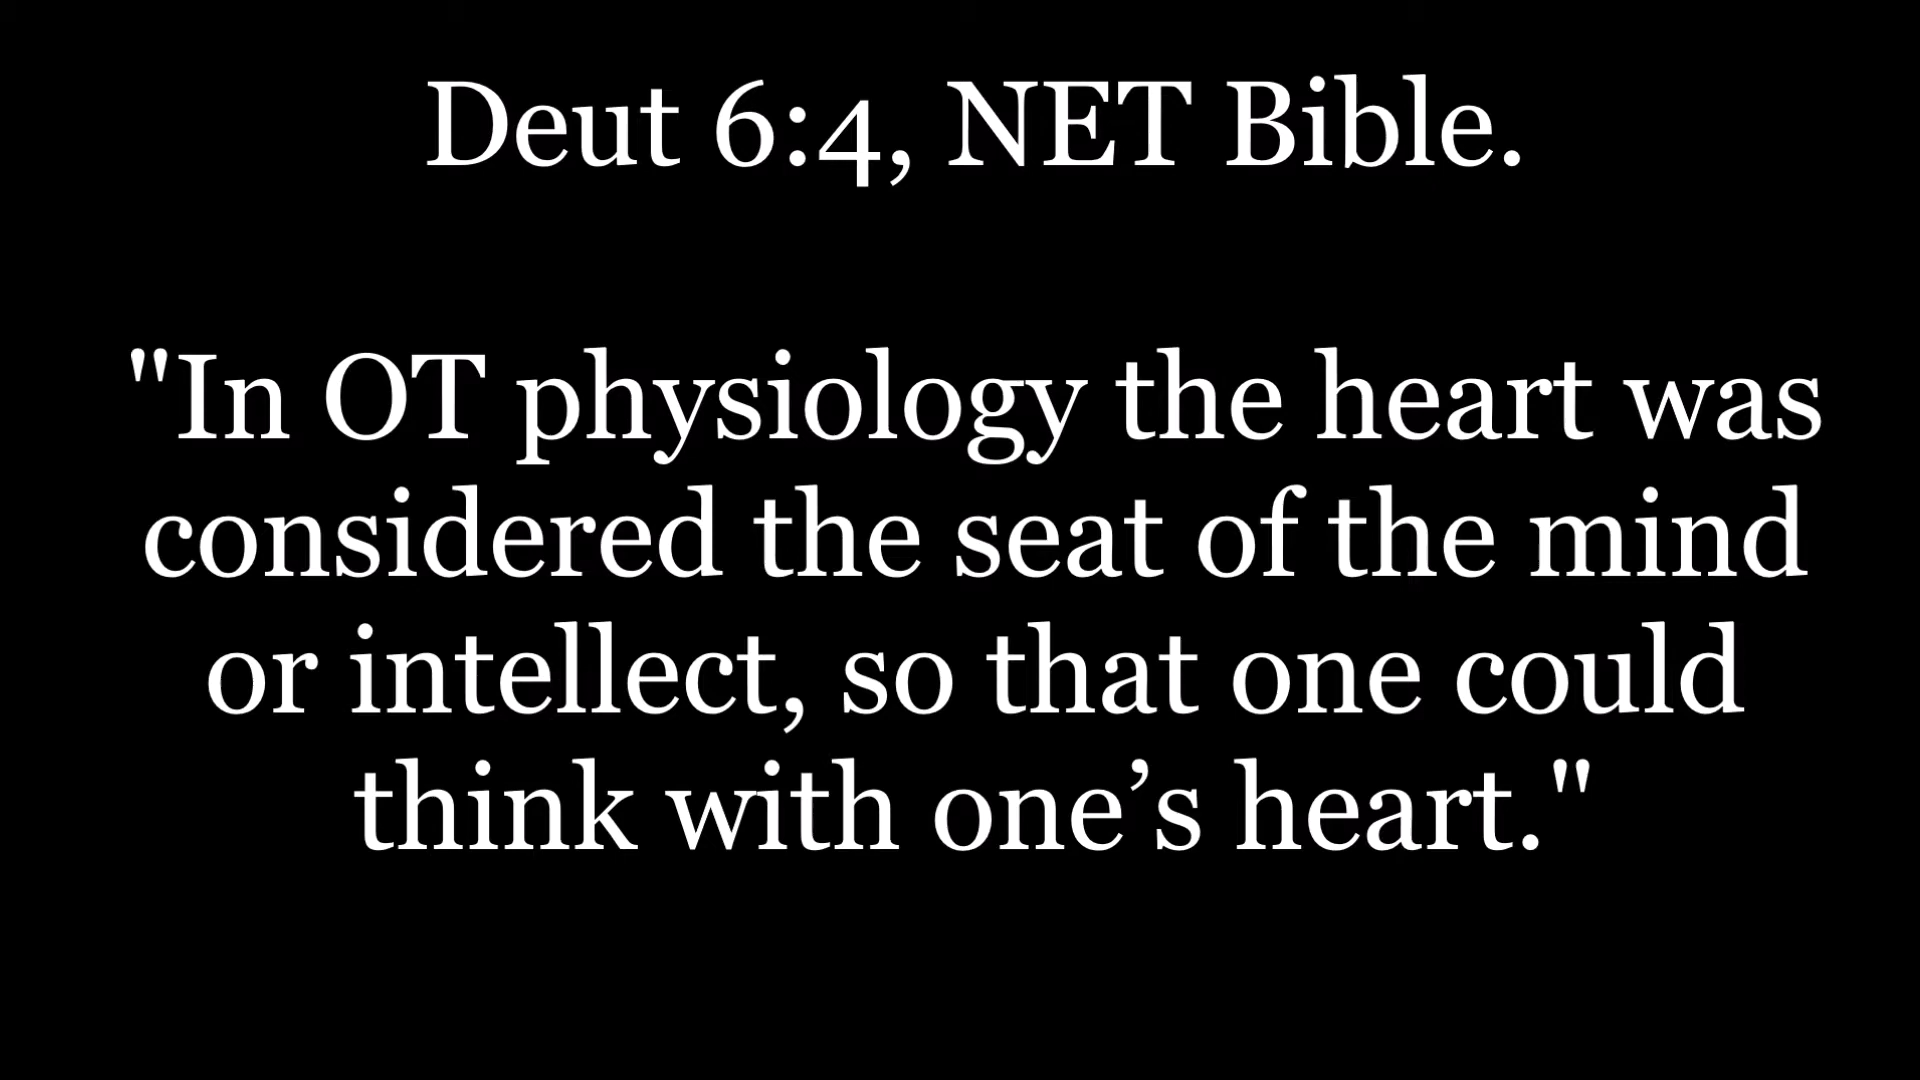 Deut 6:4, NET Bible.
"In OT physiology the heart was
considered the seat of the mind
or intellect, so that one could
think with one’s heart."